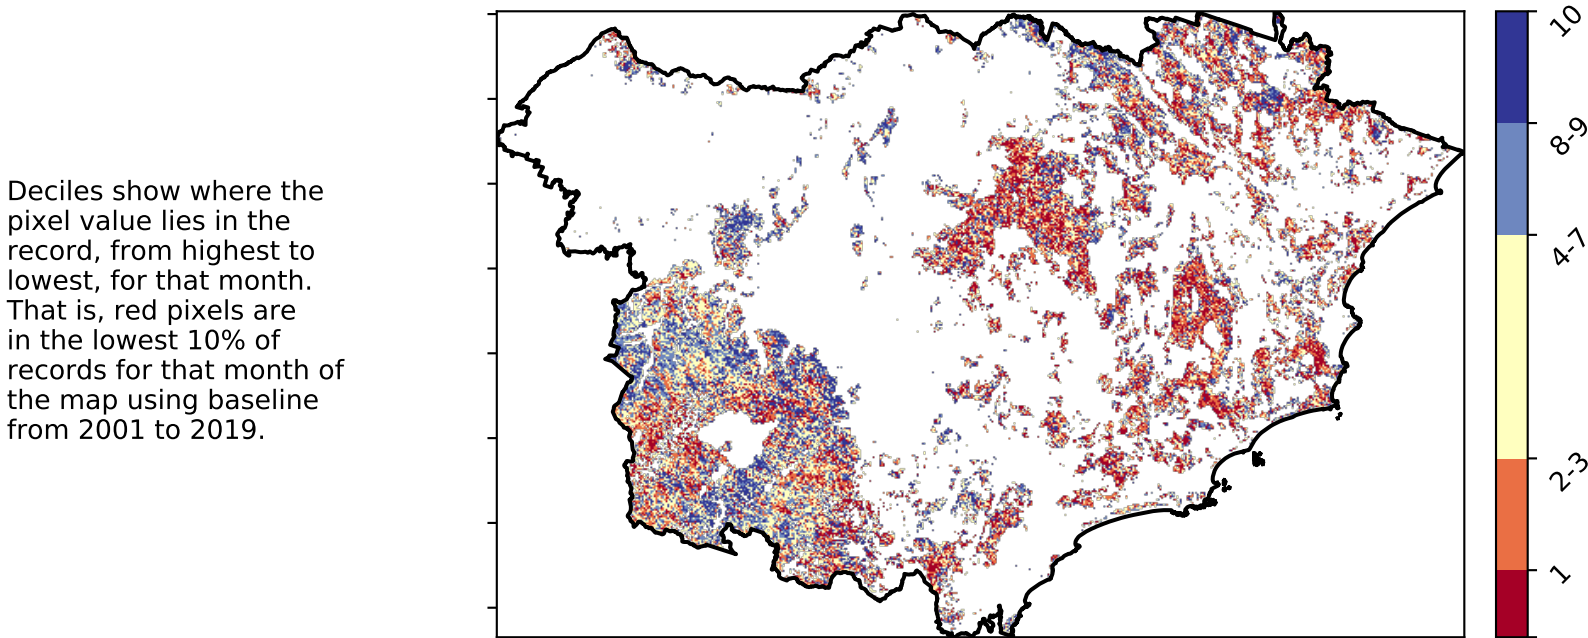 Deciles show where the
pixel value lies in the
record, from highest to
lowest, for that month.
That is, red pixels are
in the lowest 10% of
records for that month of
the map using baseline
from 2001 to 2019.
10
8-9
4-7
2-3
1